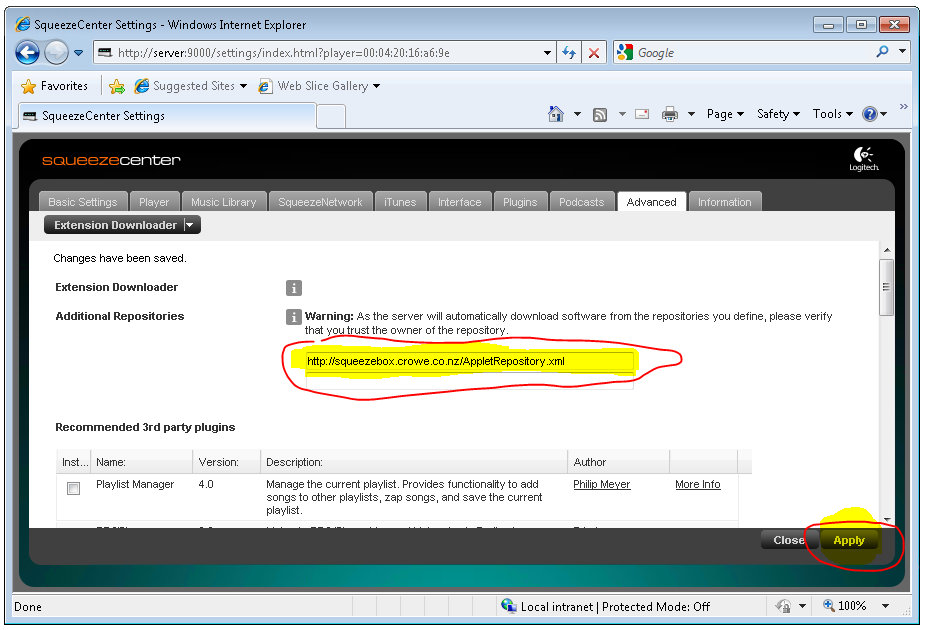 SqueezeCenter Settings - Windows Internet Explorer
http://server:9000/settings/index.html?player=00:04:20:16:a6:9e
Google
Favorites
Suggested Sites
Web Slice Gallery
SqueezeCenter Settings
Page
Safety
Tools
squeezecenter
Logitech
Basic Settings
Player
Music Library
SqueezeNetwork
iTunes
Interface
Plugins
Podcasts
Advanced
Information
Extension Downloader
Changes have been saved.
Extension Downloader
Additional Repositories
Warning: As the server will automatically download software from the repositories you define, please verify
that you trust the owner of the repository.
http://squeezebox.crowe.co.nz/AppletRepository.xml
Recommended 3rd party plugins
Inst... Name: Version: Description: Author
Playlist Manager 4.0 Manage the current playlist. Provides functionality to add Philip Meyer More Info
songs to other playlists, zap songs, and save the current
playlist.
Close
Apply
Done
Local intranet | Protected Mode: Off
100%